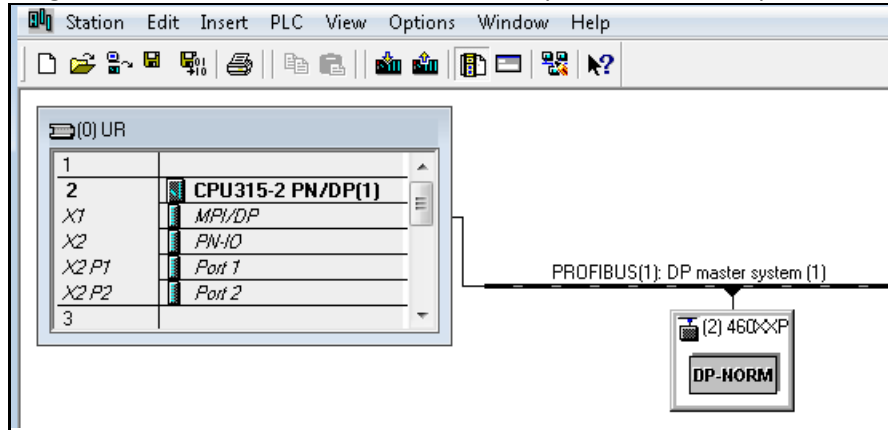 Station Edit Insert PLC View Options Window Help
(0) UR
1
2 CPU315-2 PN/DP(1)
X1 MPI/DP
X2 PN-IO
X2 P1 Port 1
X2 P2 Port 2
3
PROFIBUS(1): DP master system (1)
(2) 460XXP
DP-NORM